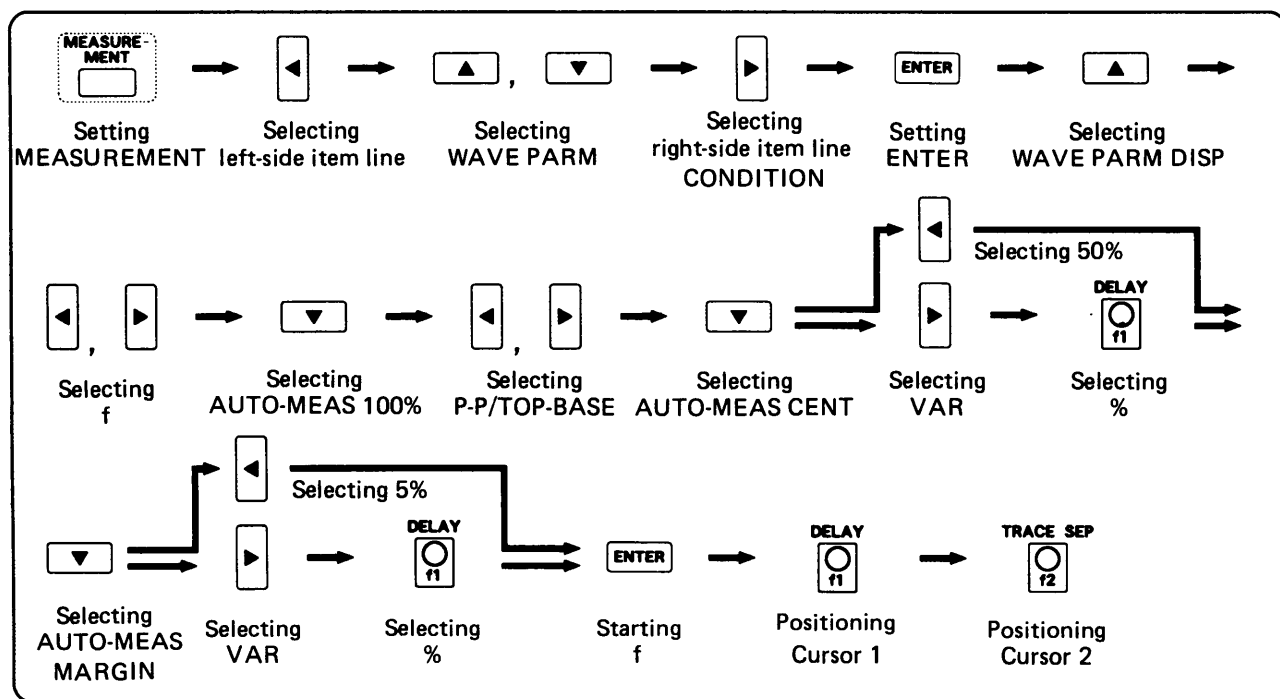 MEASURE-
MENT
,
ENTER
Setting
MEASUREMENT
Selecting
left-side item line
Selecting
WAVE PARM
Selecting
right-side item line
CONDITION
Setting
ENTER
Selecting
WAVE PARM DISP
Selecting 50%
,
,
DELAY
f1
Selecting
f
Selecting
AUTO-MEAS 100%
Selecting
P-P/TOP-BASE
Selecting
AUTO-MEAS CENT
Selecting
VAR
Selecting
%
Selecting 5%
DELAY
f1
ENTER
DELAY
f1
TRACE SEP
f2
Selecting
AUTO-MEAS
MARGIN
Selecting
VAR
Selecting
%
Starting
f
Positioning
Cursor 1
Positioning
Cursor 2